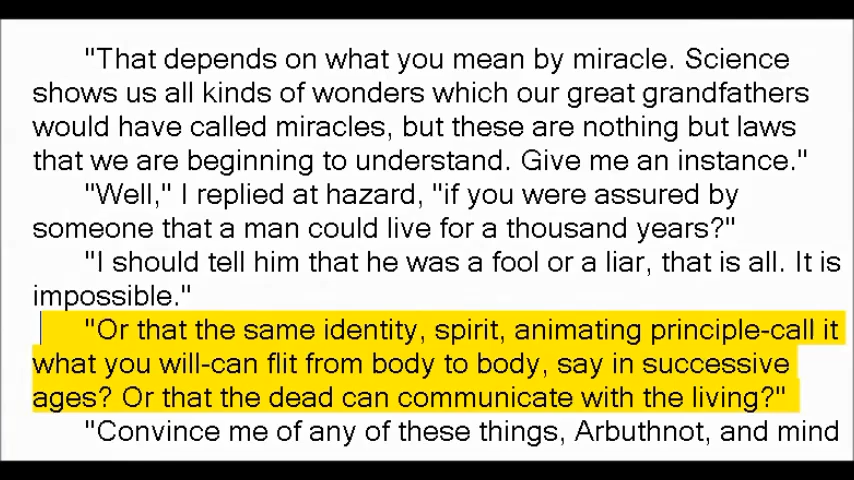 "That depends on what you mean by miracle. Science
shows us all kinds of wonders which our great grandfathers
would have called miracles, but these are nothing but laws
that we are beginning to understand. Give me an instance."
"Well," I replied at hazard, "if you were assured by
someone that a man could live for a thousand years?"
"I should tell him that he was a fool or a liar, that is all. It is
impossible."
"Or that the same identity, spirit, animating principle-call it
what you will-can flit from body to body, say in successive
ages? Or that the dead can communicate with the living?"
"Convince me of any of these things, Arbuthnot, and mind